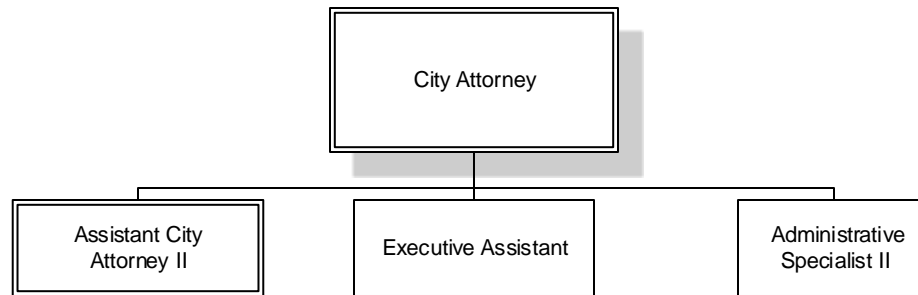 City Attorney
Assistant City
Attorney II
Executive Assistant
Administrative
Specialist II